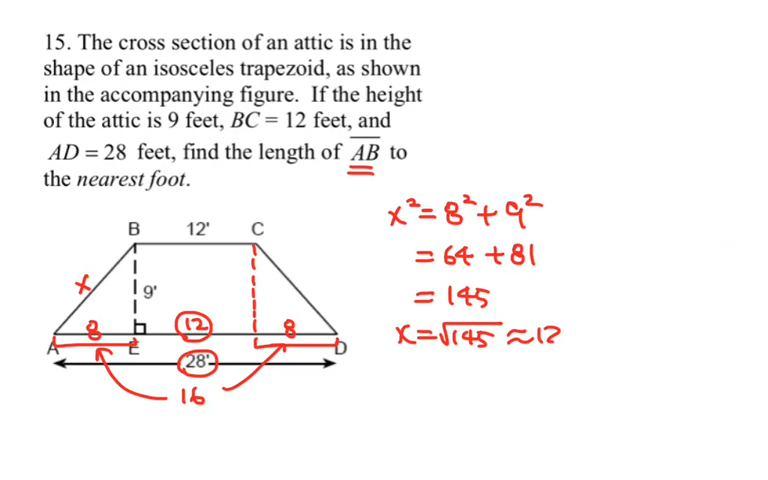 15. The cross section of an attic is in the
shape of an isosceles trapezoid, as shown
in the accompanying figure.  If the height
of the attic is 9 feet, BC = 12 feet, and
AD = 28 feet, find the length of AB to
the nearest foot.
x² = 8² + 9²
= 64 + 81
= 145
x = √145 ≈ 12
B 12' C
x
9'
8 12 8
A E D
28'
16